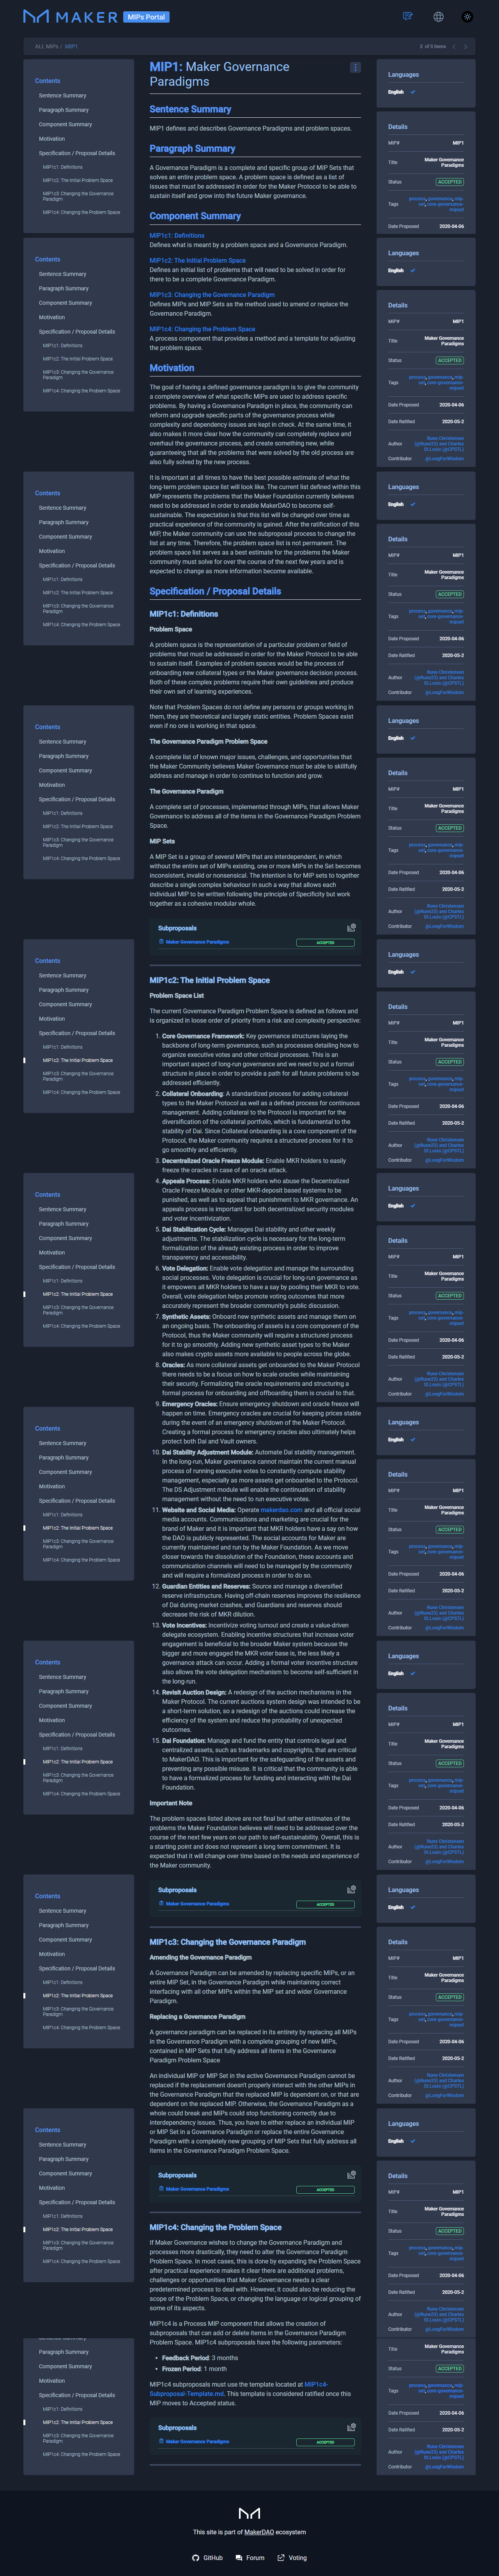 MAKER MIPs Portal
ALL MIPs / MIP1
Contents
Sentence Summary
Paragraph Summary
Component Summary
Motivation
Specification / Proposal Details
MIP1c1: Definitions
MIP1c2: The Initial Problem Space
MIP1c3: Changing the Governance
Paradigm
MIP1c4: Changing the Problem Space
MIP1: Maker Governance
Paradigms
Sentence Summary
MIP1 defines and describes Governance Paradigms and problem spaces.
Paragraph Summary
A Governance Paradigm is a complete and specific group of MIP Sets that
solves an entire problem space. A problem space is defined as a list of
issues that must be addressed in order for the Maker Protocol to be able to
sustain itself and grow into the future Maker governance.
Component Summary
MIP1c1: Definitions
Defines what is meant by a problem space and a Governance Paradigm.
MIP1c2: The Initial Problem Space
Defines an initial list of problems that will need to be solved in order for
there to be a complete Governance Paradigm.
MIP1c3: Changing the Governance Paradigm
Defines MIPs and MIP Sets as the method used to amend or replace the
Governance Paradigm.
MIP1c4: Changing the Problem Space
A process component that provides a method and a template for adjusting
the problem space.
Motivation
The goal of having a defined governance paradigm is to give the community
a complete overview of what specific MIPs are used to address specific
problems. By having a Governance Paradigm in place, the community can
reform and upgrade specific parts of the governance process while
complexity and dependency issues are kept in check. At the same time, it
also makes it more clear how the community can completely replace and
overhaul the governance process, and create something new, while
guaranteeing that all the problems that were solved by the old process are
also fully solved by the new process.
It is important at all times to have the best possible estimate of what the
long-term problem space list will look like. The current list defined within this
MIP represents the problems that the Maker Foundation currently believes
need to be addressed in order to enable MakerDAO to become self-
sustainable. The expectation is that this list will be changed over time as
practical experience of the system is gained. After the ratification of this
MIP, the Maker community can use the subproposal process to change the
list at any time. Therefore, the problem space list is not permanent. The
problem space list serves as a best estimate for the problems the Maker
community must solve for over the course of the next few years and is
expected to change as more information become available.
Specification / Proposal Details
MIP1c1: Definitions
Problem Space
A problem space is the representation of a particular problem or field of
problems that must be addressed in order for the Maker Protocol to be able
to sustain itself. Examples of problem spaces would be the process of
onboarding new collateral types or the Maker governance decision process.
Both of these complex problems require their own solutions and produce
their own set of learning experiences.
Note that Problem Spaces do not define any persons or groups working in
them, they are theoretical and largely static entities. Problem Spaces exist
even if no one is working in that space.
The Governance Paradigm Problem Space
A complete list of known major issues, challenges, and opportunities that
the Maker Community believes Maker Governance must be able to skillfully
address and manage in order to continue to function and grow.
The Governance Paradigm
A complete set of processes, implemented through MIPs, that allows Maker
Governance to address all of the items in the Governance Paradigm Problem
Space.
MIP Sets
A MIP Set is a group of several MIPs that are interdependent, in which
without the entire set of MIPs existing, one or more MIPs in the Set becomes
inconsistent, invalid or nonsensical. The intention is for MIP sets to together
describe a single complex behaviour in such a way that allows each
individual MIP to be written following the principle of Specificity but work
together as a cohesive modular whole.
Subproposals
Maker Governance Paradigms ACCEPTED
MIP1c2: The Initial Problem Space
Problem Space List
The current Governance Paradigm Problem Space is defined as follows and
is organized in loose order of priority from a risk and complexity perspective:
1. Core Governance Framework: Key governance structures laying the
backbone of long term governance, such as processes detailing how to
organize executive votes and other critical processes. This is an
important aspect of long-run governance as we need to put a formal
structure in place in order to provide a path for all future problems to be
addressed efficiently.
2. Collateral Onboarding: A standardized process for adding collateral
types to the Maker Protocol as well as a defined process for continuous
management. Adding collateral to the Protocol is important for the
diversification of the collateral portfolio, which is fundamental to the
stability of Dai. Since Collateral onboarding is a core component of the
Protocol, the Maker community requires a structured process for it to
go smoothly and efficiently.
3. Decentralized Oracle Freeze Module: Enable MKR holders to easily
freeze the oracles in case of an oracle attack.
4. Appeals Process: Enable MKR holders who abuse the Decentralized
Oracle Freeze Module or other MKR-deposit based systems to be
punished, as well as to appeal that punishment to MKR governance. An
appeals process is important for both decentralized security modules
and voter incentivization.
5. Dai Stabilization Cycle: Manages Dai stability and other weekly
adjustments. The stabilization cycle is necessary for the long-term
formalization of the already existing process in order to improve
transparency and accessibility.
6. Vote Delegation: Enable vote delegation and manage the surrounding
social processes. Vote delegation is crucial for long-run governance as
it empowers all MKR holders to have a say by pooling their MKR to vote.
Overall, vote delegation helps promote voting outcomes that more
accurately represent the broader community's public discussion.
7. Synthetic Assets: Onboard new synthetic assets and manage them on
an ongoing basis. The onboarding of assets is a core component of the
Protocol, thus, the Maker community will require a structured process
for it to go smoothly. Adding new synthetic asset types to the Maker
also makes crypto assets more available to people across the globe.
8. Oracles: As more collateral assets get onboarded to the Maker Protocol
there needs to be a focus on how to scale oracles while maintaining
their security. Formalizing the oracle requirements and structuring a
formal process for onboarding and offboarding them is crucial to that.
9. Emergency Oracles: Ensure emergency shutdown and oracle freeze will
happen on time. Emergency oracles are crucial for keeping prices stable
during the event of an emergency shutdown of the Maker Protocol.
Creating a formal process for emergency oracles also ultimately helps
protect both Dai and Vault owners.
10. Dai Stability Adjustment Module: Automate Dai stability management.
In the long-run, Maker governance cannot maintain the current manual
process of running executive votes to constantly adjust for stability
management, especially as more assets get onboarded to the Protocol.
The DS Adjustment Module will enable the continuation of stability
management without the need to run executive votes.
11. Website and Social Media: Operate makerdao.com and all official social
media accounts. Communications and marketing are crucial for the
brand of Maker and it is important that MKR holders have a say on how
the DAO is publicly represented. The social accounts for Maker are
currently maintained and run by the Maker Foundation. As we move
closer towards the dissolution of the Foundation, these accounts and
communication channels will need to be managed by the community
and will require a formalized process in order to do so.
12. Guardian Entities and Reserves: Source and manage a diversified
reserve infrastructure. Having off-chain reserves improves the resilience
of Dai during market crashes, and Guardians and their reserves should
decrease the risk of MKR dilution.
13. Vote Incentives: Incentivize voting turnout and create a value-driven
delegate ecosystem. Enabling incentive structures that increases voter
engagement is beneficial to the broader Maker system because the
bigger the number of engaged voters, the less likely is it that a
governance attack can occur. Adding a formal voter incentive structure
also allows the vote delegation mechanism to become self-sufficient in
the long-run.
14. Revisit Auction Design: A redesign of the auction mechanisms in the
Maker Protocol. The current auctions system design was intended to be
a short-term solution, so a redesign of the auctions could increase
efficiency of the system and reduce the probability of unexpected
outcomes.
15. Dai Foundation: Manage and fund the entity that controls legal and
centralized assets, such as trademarks and copyrights, that are critical
to MakerDAO. This is important for the safety of such assets and
preventing any possible misuse. It is critical that the community is able
to have a formalized process for funding and interacting with the Dai
Foundation.
Important Note
The problem spaces listed above are not final but rather estimates of the
problems the Maker Foundation believes will need to be addressed over the
course of the next few years on our path to self-sustainability. Overall, this is
a starting point and does not represent a long term commitment. It is
expected that it will change over time based on the needs and experiences of
the Maker community.
Subproposals
Maker Governance Paradigms ACCEPTED
MIP1c3: Changing the Governance Paradigm
Amending the Governance Paradigm
A Governance Paradigm can be amended by replacing specific MIPs, or an
entire MIP Set, in the Governance Paradigm while maintaining correct
interfacing with all other MIPs within the MIP set and wider Governance
Paradigm.
Replacing a Governance Paradigm
A governance paradigm can be replaced in its entirety by replacing all MIPs
in the Governance Paradigm with a complete grouping of new MIPs,
contained in MIP Sets that fully address all items in the Governance
Paradigm Problem Space
An individual MIP or MIP Set in the active Governance Paradigm cannot be
replaced if the replacement doesn't properly interact with the other MIPs in
the Governance Paradigm that the replaced MIP is dependent on, or that are
dependent on the replaced MIP. Otherwise, the Governance Paradigm as a
whole could break and MIPs could stop functioning correctly due to
interdependency issues. Thus, you have to either replace an individual MIP
or MIP Set in a Governance Paradigm or replace the entire Governance
Paradigm with a completely new grouping of MIP Sets that fully address all
items in the Governance Paradigm Problem Space.
Subproposals
Maker Governance Paradigms ACCEPTED
MIP1c4: Changing the Problem Space
If Maker Governance wishes to change the Governance Paradigm and
processes more drastically, they need to alter the Governance Paradigm
Problem Space. In most cases, this is done by expanding the Problem Space
after practical experience makes it clear there are additional problems,
challenges or opportunities that Maker Governance needs a clear
predetermined process to deal with. However, it could also be reducing the
scope of the Problem Space, or changing the language or logical grouping of
some of its aspects.
MIP1c4 is a Process MIP component that allows the creation of
subproposals that can add or delete items in the Governance Paradigm
Problem Space. MIP1c4 subproposals have the following parameters:
• Feedback Period: 3 months
• Frozen Period: 1 month
MIP1c4 subproposals must use the template located at MIP1c4-
Subproposal-Template.md. This template is considered ratified once this
MIP moves to Accepted status.
Subproposals
Maker Governance Paradigms ACCEPTED
Languages
English
Details
MIP# MIP1
Title Maker Governance
Paradigms
Status ACCEPTED
Tags process, governance, mip-
set, core-governance-
mipset
Date Proposed 2020-04-06
Date Ratified 2020-05-2
Author Rune Christensen
(@Rune23) and Charles
St.Louis (@CPSTL)
Contributor @LongForWisdom
This site is part of MakerDAO ecosystem
GitHub Forum Voting